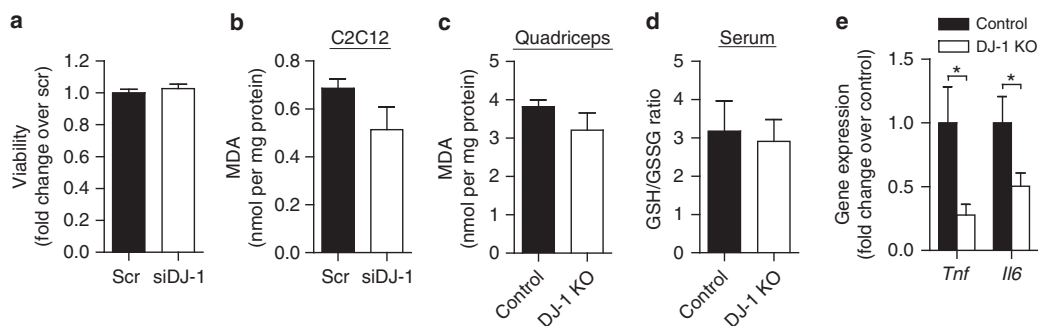 a
Viability
(fold change over scr)
1.2
1.0
0.8
0.6
0.4
0.2
0.0
Scr siDJ-1
b
C2C12
MDA
(nmol per mg protein)
0.8
0.6
0.4
0.2
0.0
Scr siDJ-1
c
Quadriceps
MDA
(nmol per mg protein)
5
4
3
2
1
0
Control
DJ-1 KO
d
Serum
GSH/GSSG ratio
5
4
3
2
1
0
Control
DJ-1 KO
e
Control
DJ-1 KO
Gene expression
(fold change over control)
1.5
1.0
0.5
0.0
* *
Tnf Il6